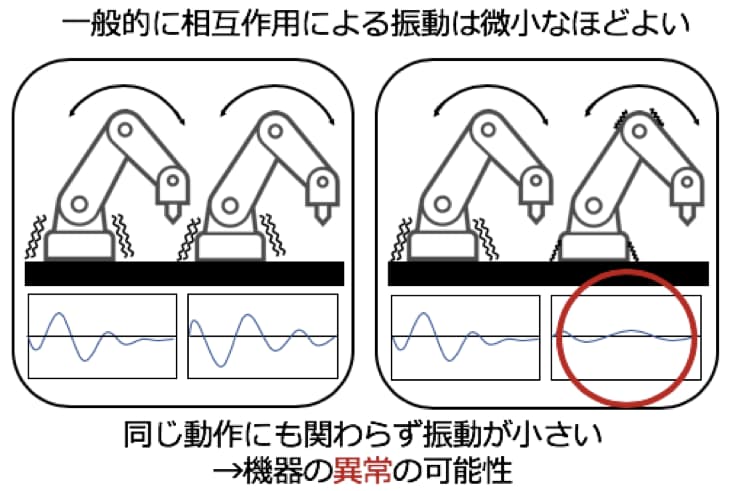 一般的に相互作用による振動は微小なほどよい
同じ動作にも関わらず振動が小さい
→機器の異常の可能性